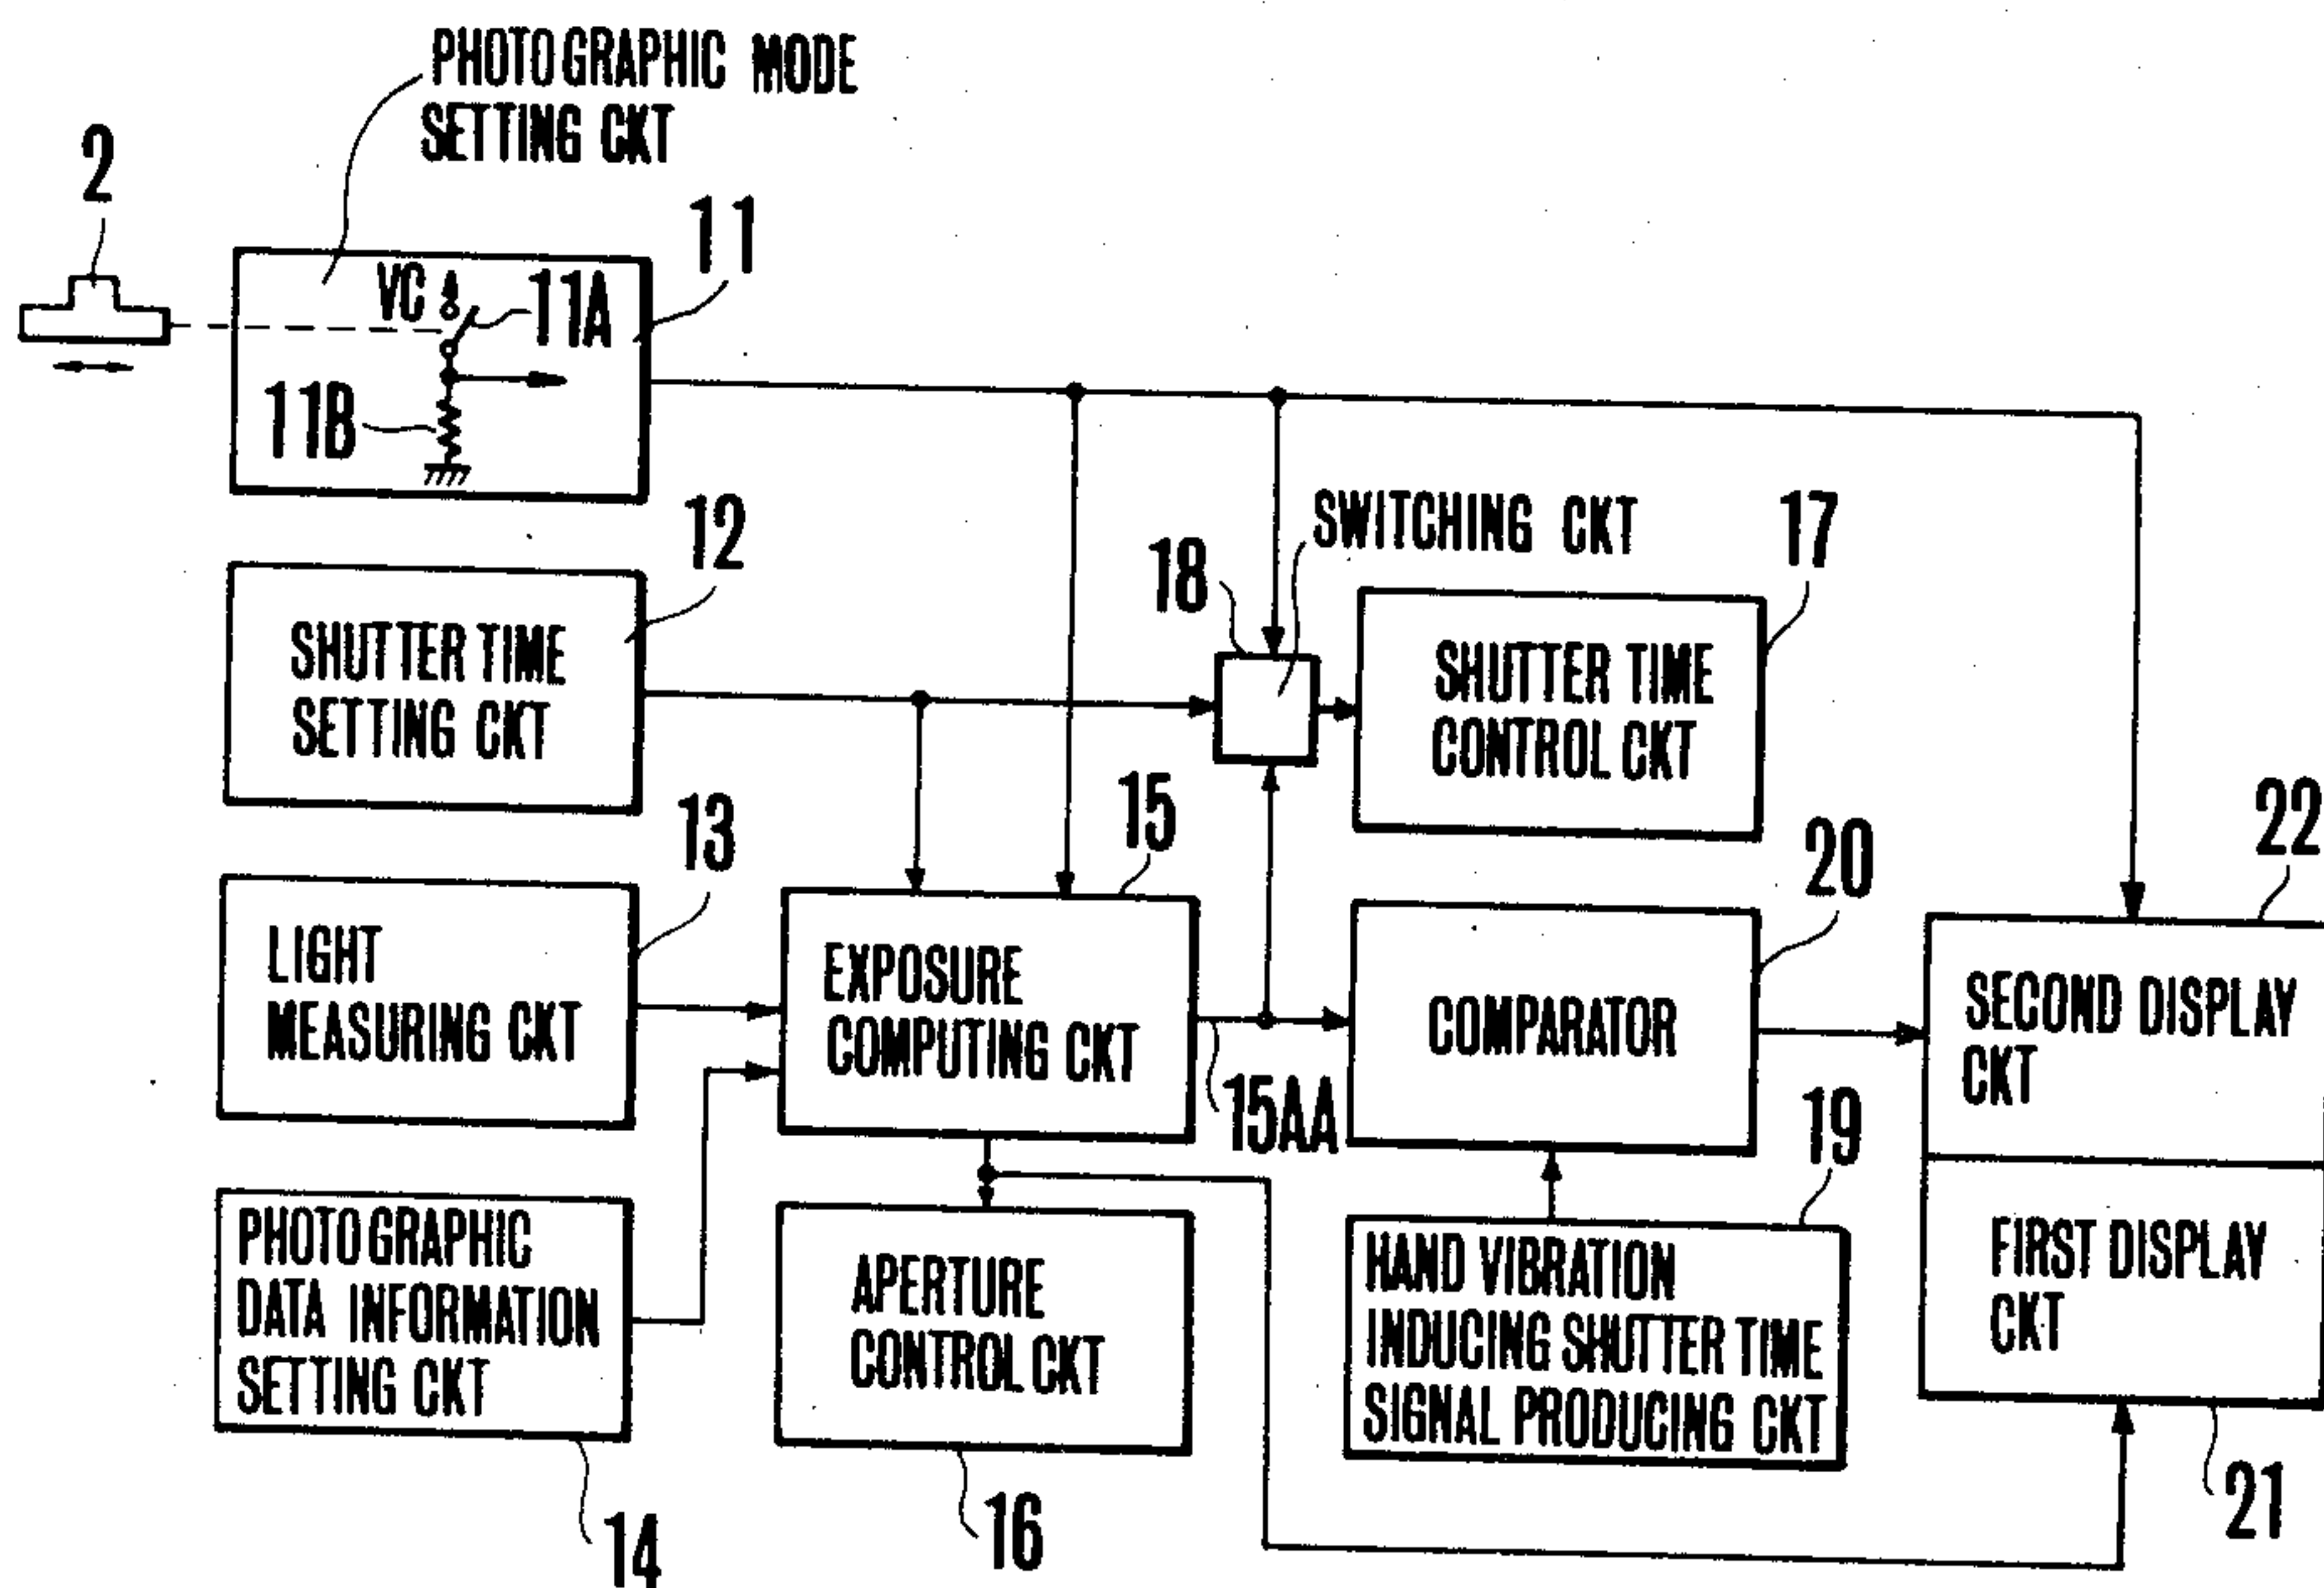 PHOTOGRAPHIC MODE
SETTING CKT
2
11
VC
11A
11B
12
SHUTTER TIME
SETTING CKT
SWITCHING CKT
17
18
SHUTTER TIME
CONTROL CKT
13
LIGHT
MEASURING CKT
15
EXPOSURE
COMPUTING CKT
15AA
20
COMPARATOR
22
SECOND DISPLAY
CKT
PHOTOGRAPHIC
DATA INFORMATION
SETTING CKT
14
APERTURE
CONTROL CKT
16
19
HAND VIBRATION
INDUCING SHUTTER TIME
SIGNAL PRODUCING CKT
FIRST DISPLAY
CKT
21